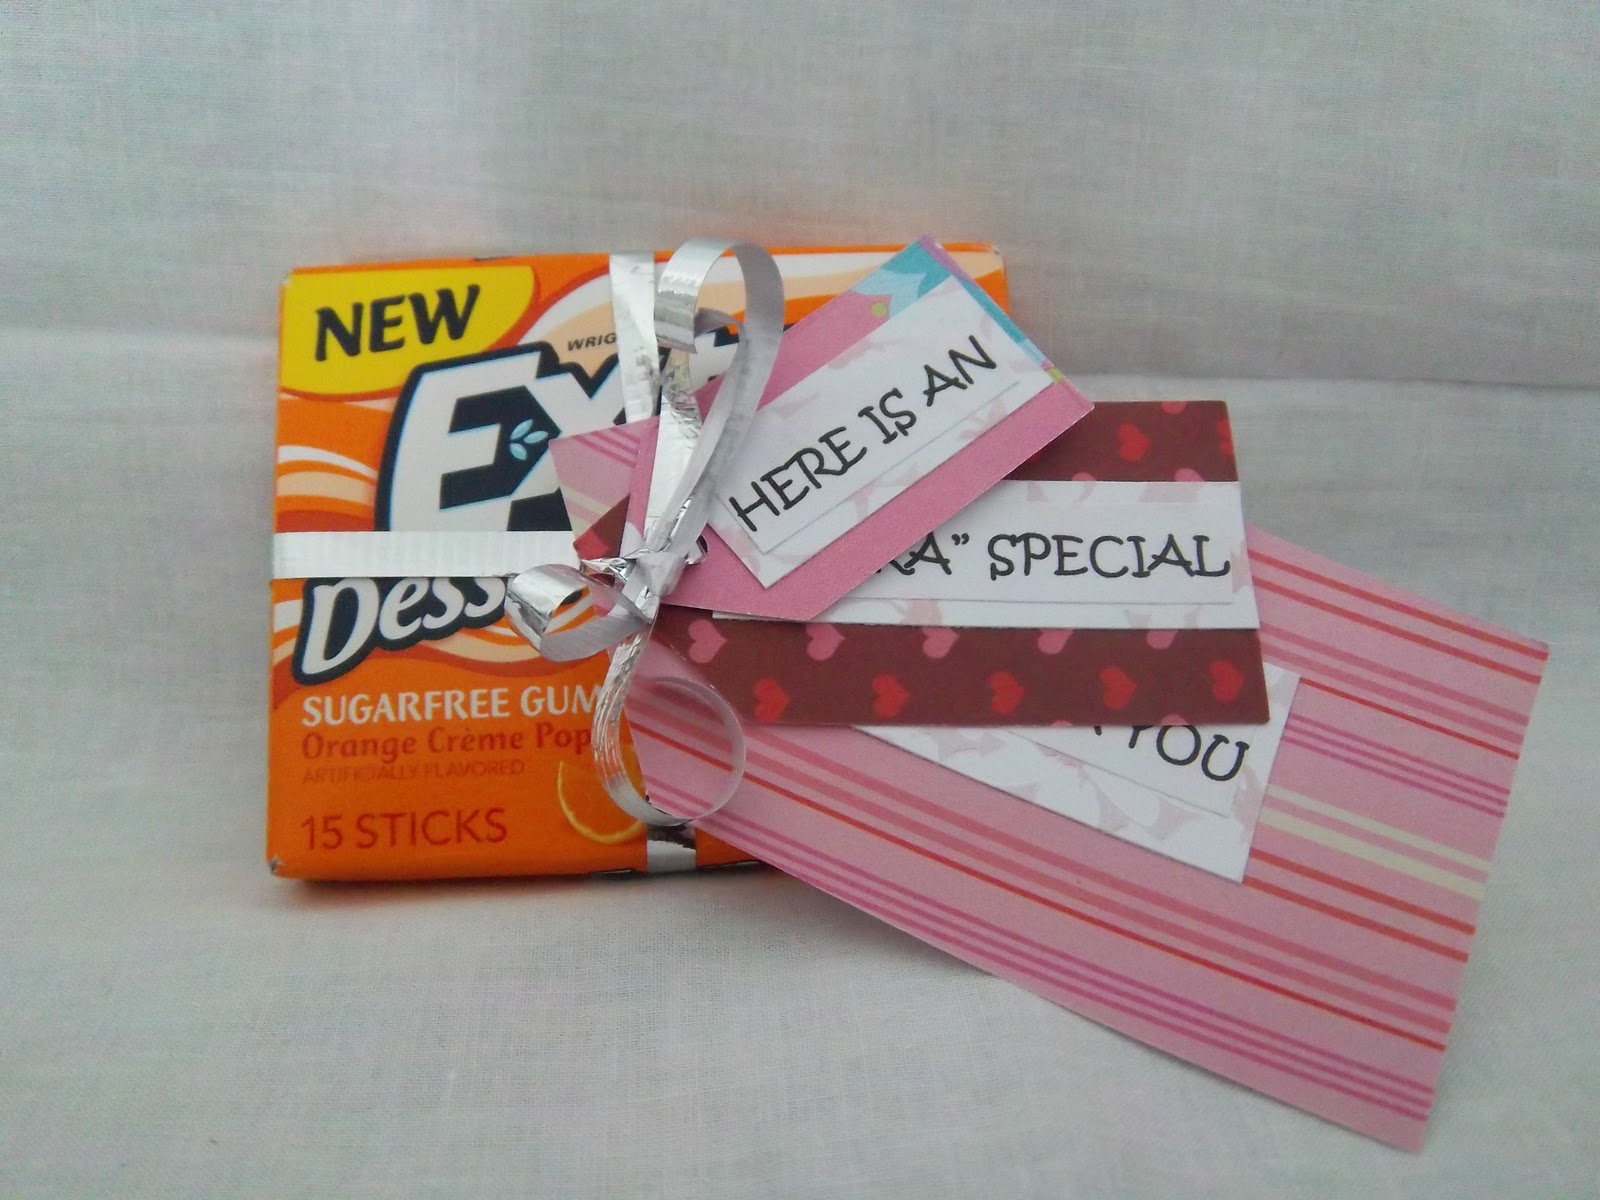 NEW
WRIG
Ex
Dess
SUGARFREE GUM
Orange Crème Pop
ARTIFICIALLY FLAVORED
15 STICKS
HERE IS AN
RA" SPECIAL
YOU